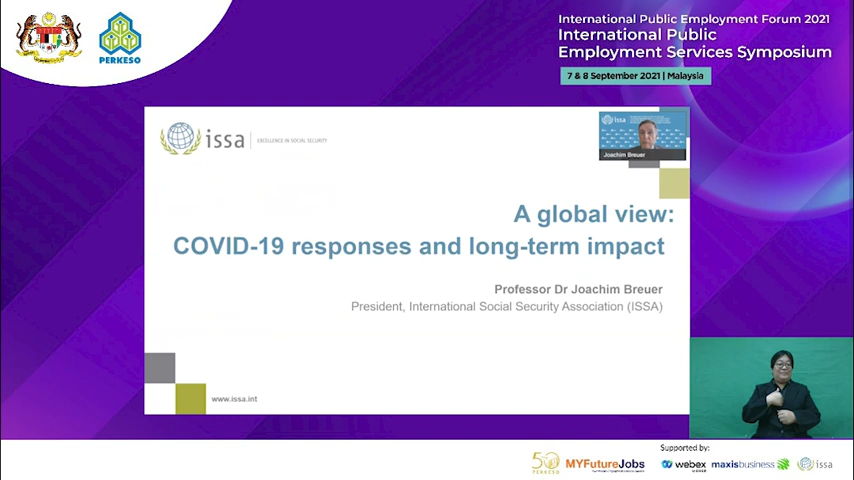 International Public Employment Forum 2021
International Public
Employment Services Symposium
7 & 8 September 2021 | Malaysia
PERKESO
issa
EXCELLENCE IN SOCIAL SECURITY
issa
Joachim Breuer
A global view:
COVID-19 responses and long-term impact
Professor Dr Joachim Breuer
President, International Social Security Association (ISSA)
www.issa.int
Supported by:
50
PERKESO
MYFutureJobs
webex
by CISCO
maxisbusiness
issa